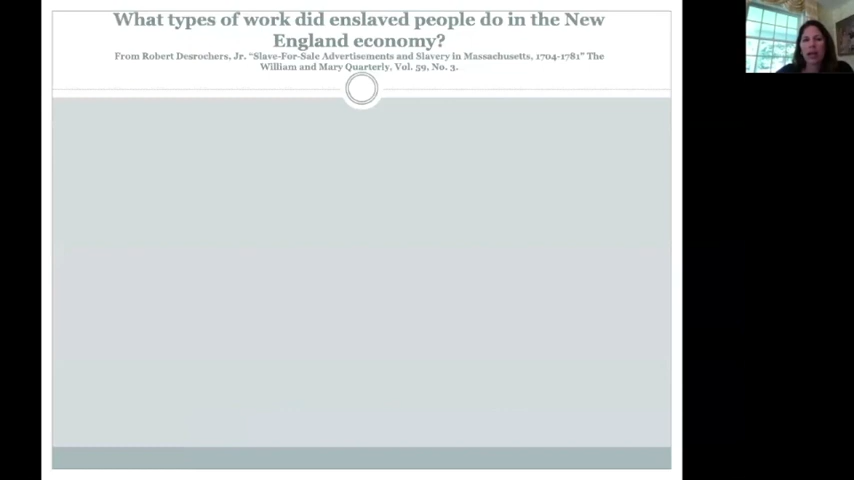 What types of work did enslaved people do in the New
England economy?
From Robert Desrochers, Jr. "Slave-For-Sale Advertisements and Slavery in Massachusetts, 1704-1781" The
William and Mary Quarterly, Vol. 59, No. 3.